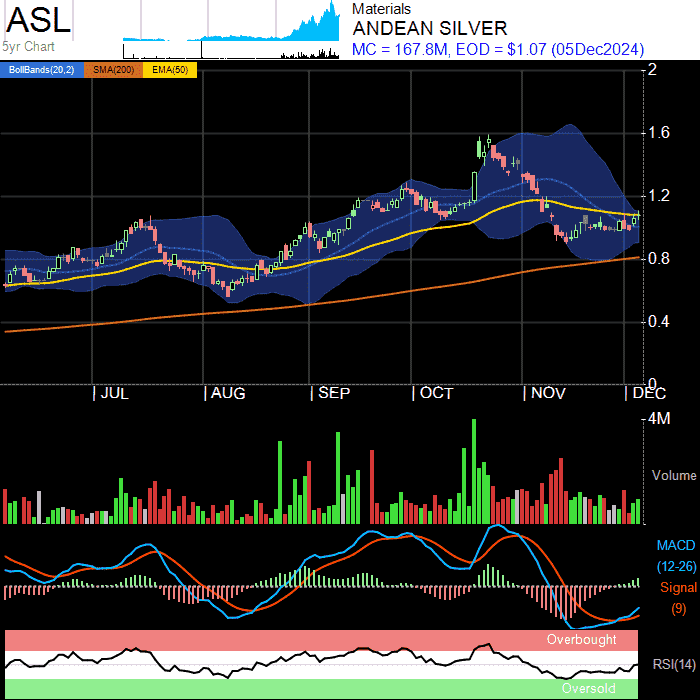 ASL
5yr Chart
Materials
ANDEAN SILVER
MC = 167.8M, EOD = $1.07 (05Dec2024)
BollBands(20,2) SMA(200) EMA(50)
2
1.6
1.2
0.8
0.4
0
| JUL | AUG | SEP | OCT | NOV | DEC
4M
Volume
MACD
(12-26)
Signal
(9)
Overbought
RSI(14)
Oversold